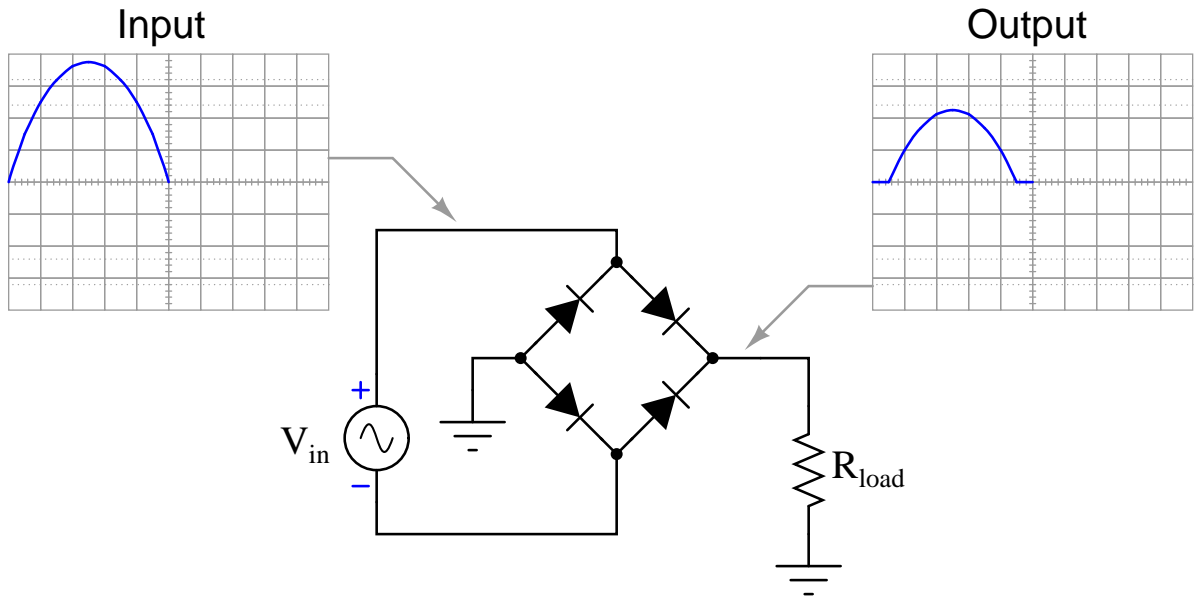 Input
Output
+
V_in
−
R_load